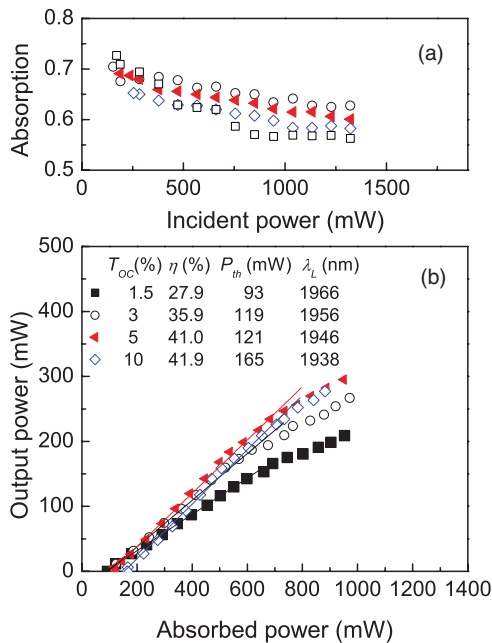 (a)
0.8
0.7
0.6
0.5
Absorption
0 500 1000 1500
Incident power (mW)
500
400
300
200
100
0
Output power (mW)
(b)
T_OC (%) η (%) P_th (mW) λ_L (nm)
1.5 27.9 93 1966
3 35.9 119 1956
5 41.0 121 1946
10 41.9 165 1938
0 200 400 600 800 1000 1200 1400
Absorbed power (mW)